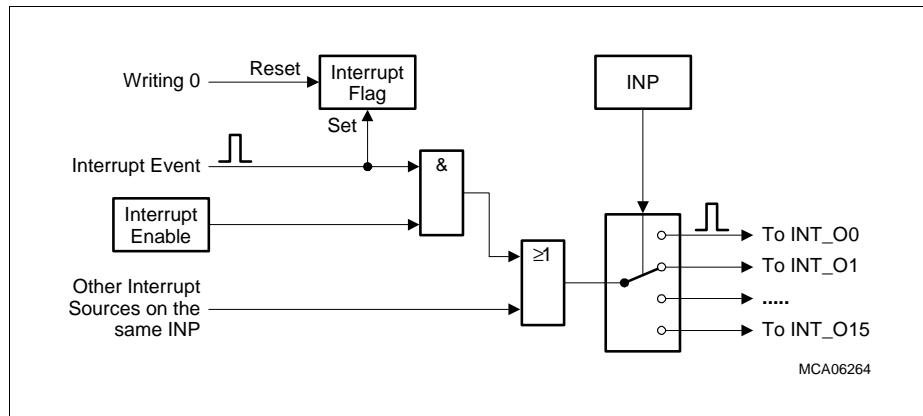 Writing 0
Reset
Interrupt
Flag
INP
Set
Interrupt Event
&
Interrupt
Enable
≥1
Other Interrupt
Sources on the
same INP
To INT_O0
To INT_O1
.....
To INT_O15
MCA06264